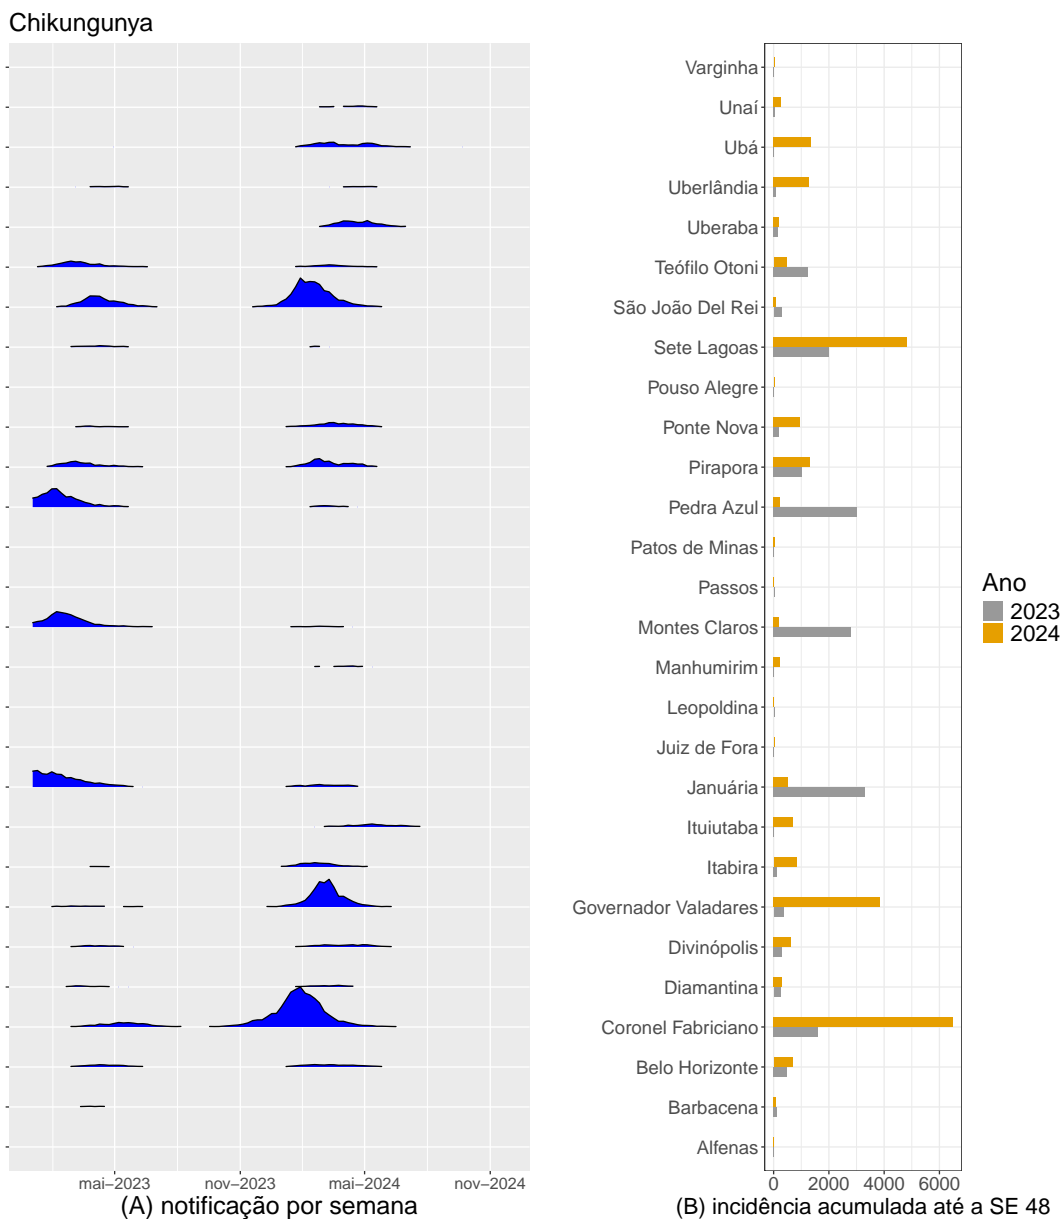 Chikungunya
Varginha
Unaí
Ubá
Uberlândia
Uberaba
Teófilo Otoni
São João Del Rei
Sete Lagoas
Pouso Alegre
Ponte Nova
Pirapora
Pedra Azul
Patos de Minas
Passos
Montes Claros
Manhumirim
Leopoldina
Juiz de Fora
Januária
Ituiutaba
Itabira
Governador Valadares
Divinópolis
Diamantina
Coronel Fabriciano
Belo Horizonte
Barbacena
Alfenas
Ano
2023
2024
mai–2023 nov–2023 mai–2024 nov–2024
(A) notificação por semana
0 2000 4000 6000
(B) incidência acumulada até a SE 48